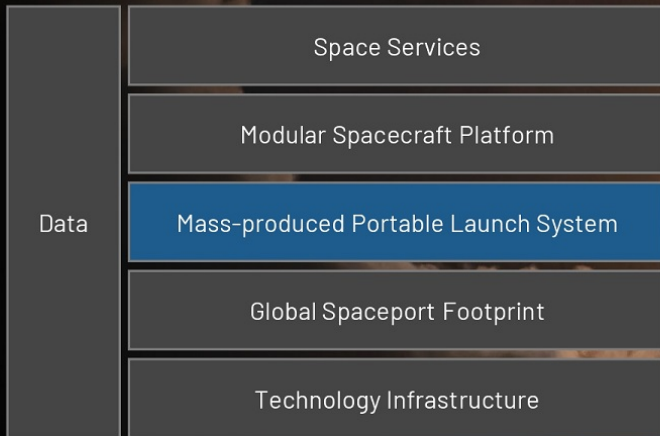 Space Services
Modular Spacecraft Platform
Data
Mass-produced Portable Launch System
Global Spaceport Footprint
Technology Infrastructure